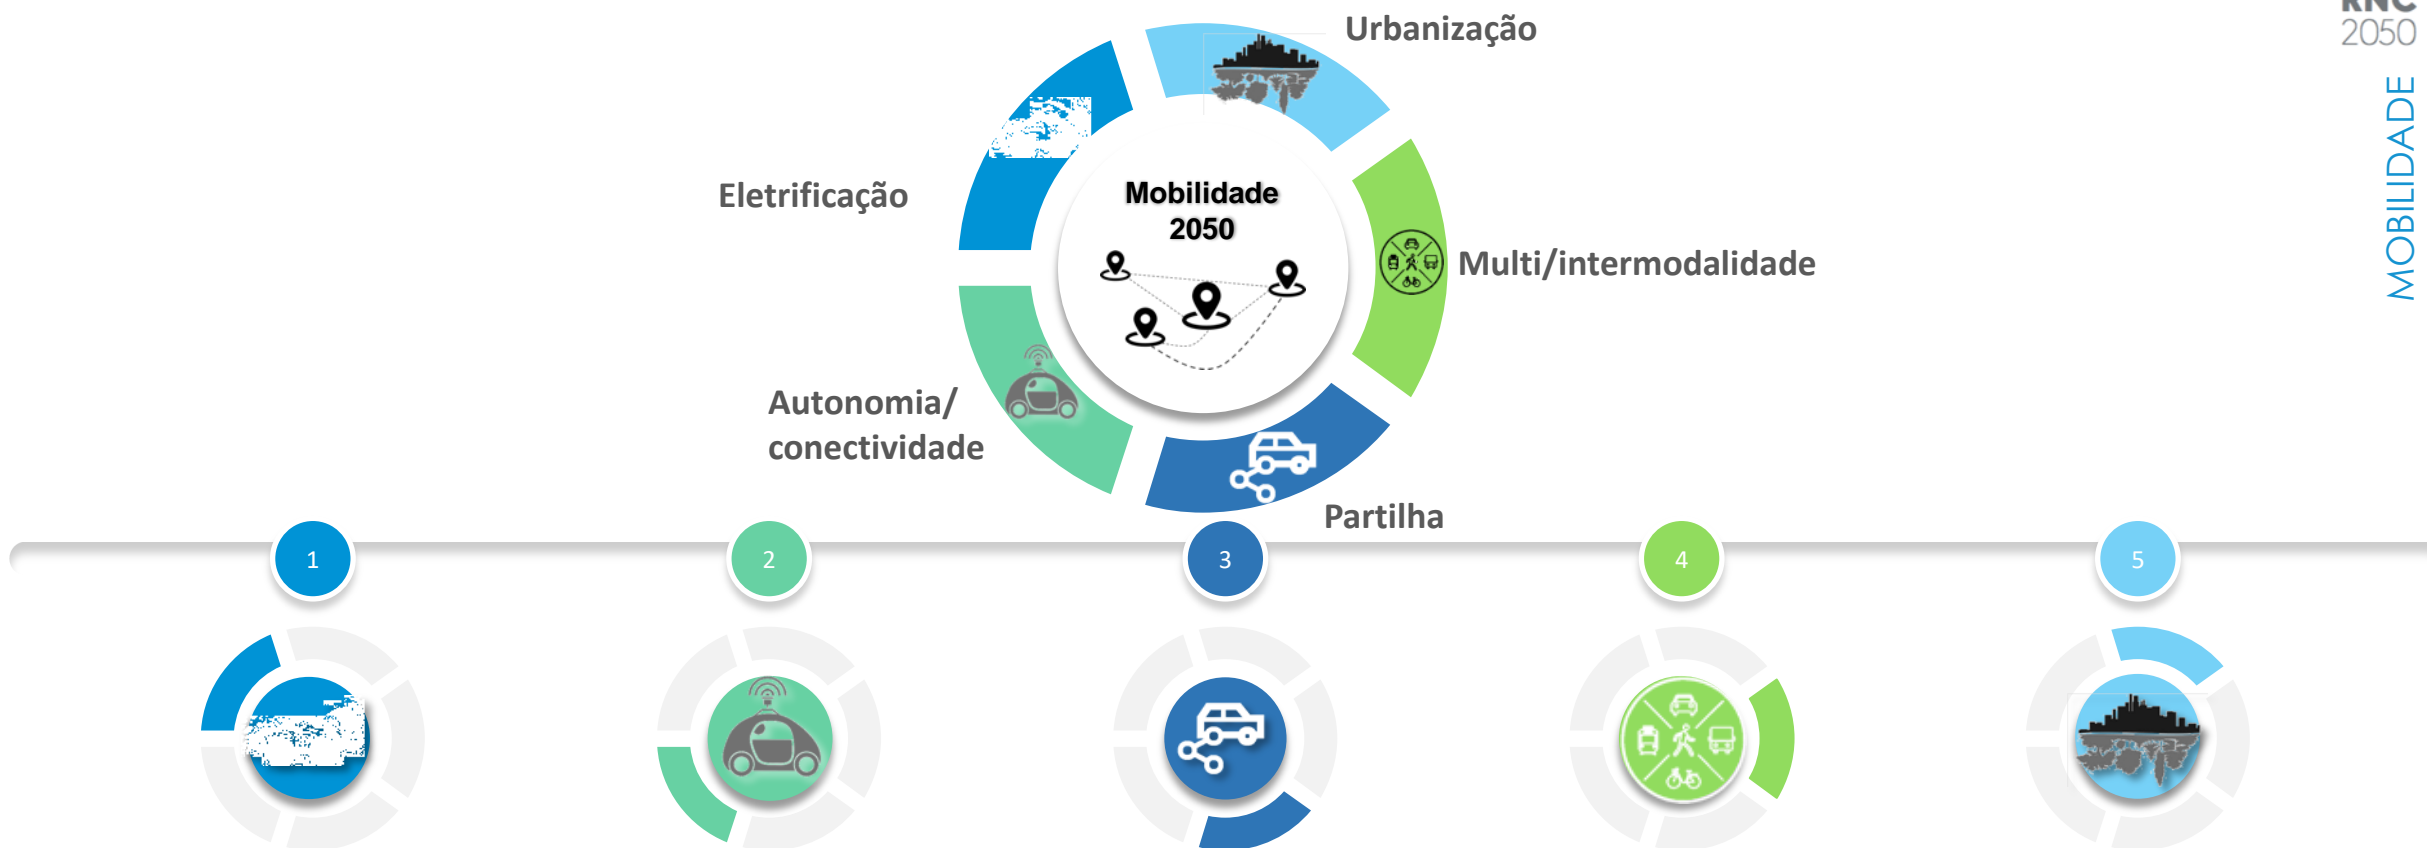 RNC
2050
MOBILIDADE
Urbanização
Eletrificação
Mobilidade
2050
Multi/intermodalidade
Autonomia/
conectividade
Partilha
1
2
3
4
5